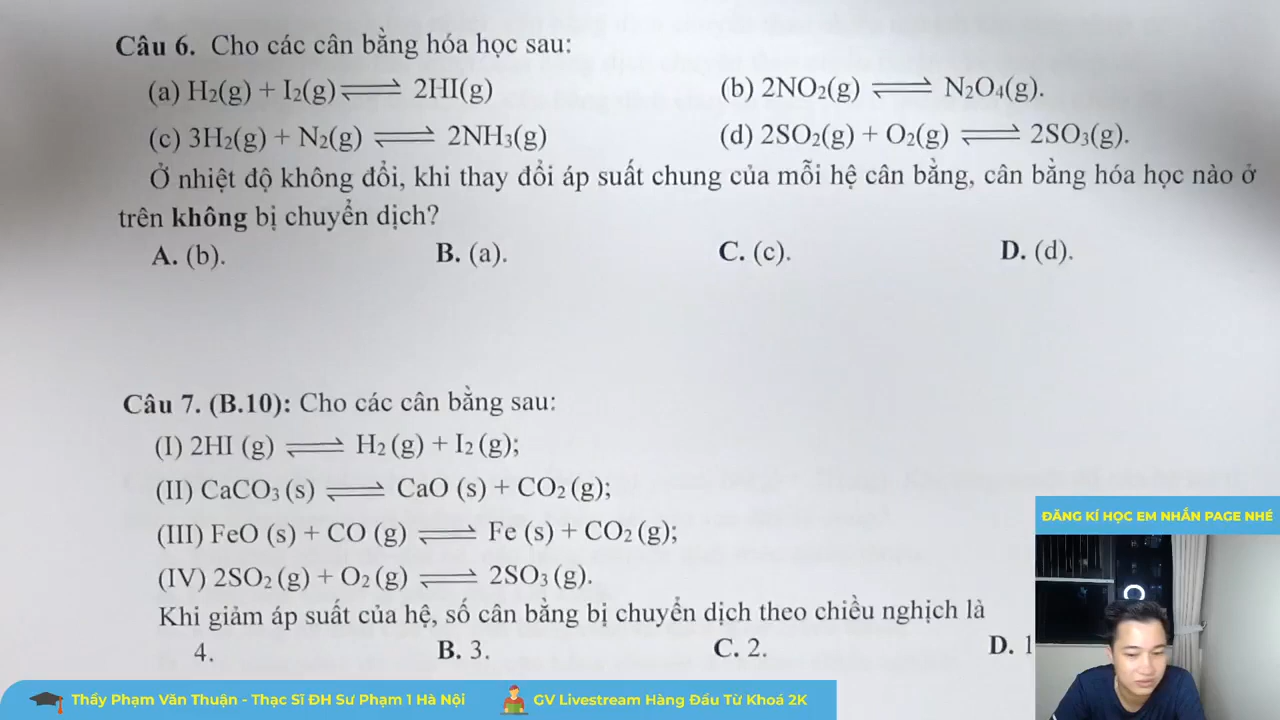 Câu 6. Cho các cân bằng hóa học sau:
(a) H₂(g) + I₂(g) ⇌ 2HI(g)
(b) 2NO₂(g) ⇌ N₂O₄(g).
(c) 3H₂(g) + N₂(g) ⇌ 2NH₃(g)
(d) 2SO₂(g) + O₂(g) ⇌ 2SO₃(g).
Ở nhiệt độ không đổi, khi thay đổi áp suất chung của mỗi hệ cân bằng, cân bằng hóa học nào ở
trên không bị chuyển dịch?
A. (b). B. (a). C. (c). D. (d).
Câu 7. (B.10): Cho các cân bằng sau:
(I) 2HI (g) ⇌ H₂ (g) + I₂ (g);
(II) CaCO₃ (s) ⇌ CaO (s) + CO₂ (g);
(III) FeO (s) + CO (g) ⇌ Fe (s) + CO₂ (g);
(IV) 2SO₂ (g) + O₂ (g) ⇌ 2SO₃ (g).
Khi giảm áp suất của hệ, số cân bằng bị chuyển dịch theo chiều nghịch là
4. B. 3. C. 2. D. 1
ĐĂNG KÍ HỌC EM NHẮN PAGE NHÉ
Thầy Phạm Văn Thuận - Thạc Sĩ ĐH Sư Phạm 1 Hà Nội
GV Livestream Hàng Đầu Từ Khoá 2K